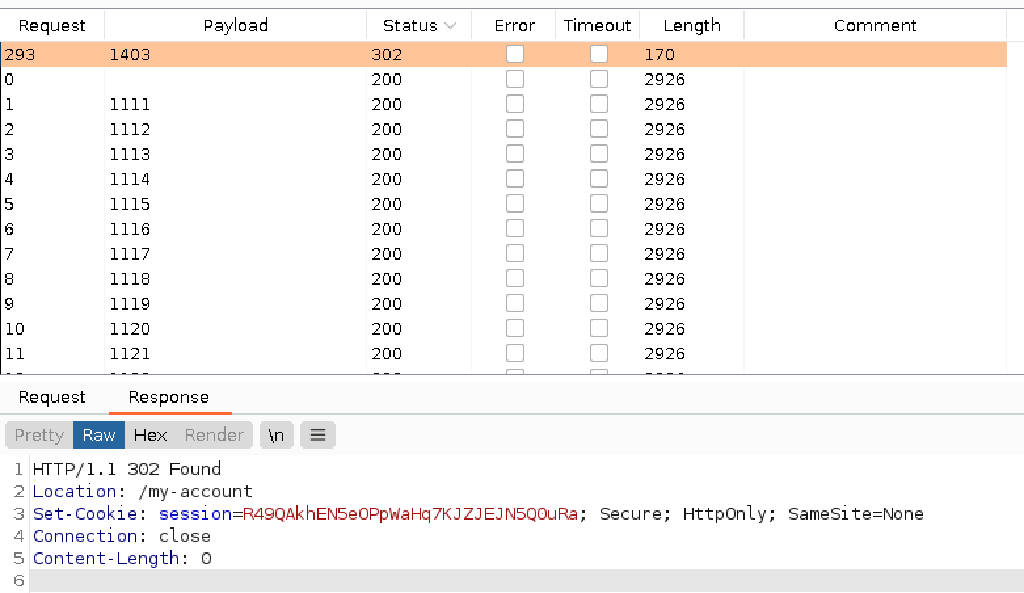 Request Payload Status Error Timeout Length Comment
293 1403 302 170
0 200 2926
1 1111 200 2926
2 1112 200 2926
3 1113 200 2926
4 1114 200 2926
5 1115 200 2926
6 1116 200 2926
7 1117 200 2926
8 1118 200 2926
9 1119 200 2926
10 1120 200 2926
11 1121 200 2926
Request Response
Pretty Raw Hex Render \n
1 HTTP/1.1 302 Found
2 Location: /my-account
3 Set-Cookie: session=R49QAkhEN5eOPpWaHq7KJZJEJN5Q0uRa; Secure; HttpOnly; SameSite=None
4 Connection: close
5 Content-Length: 0
6